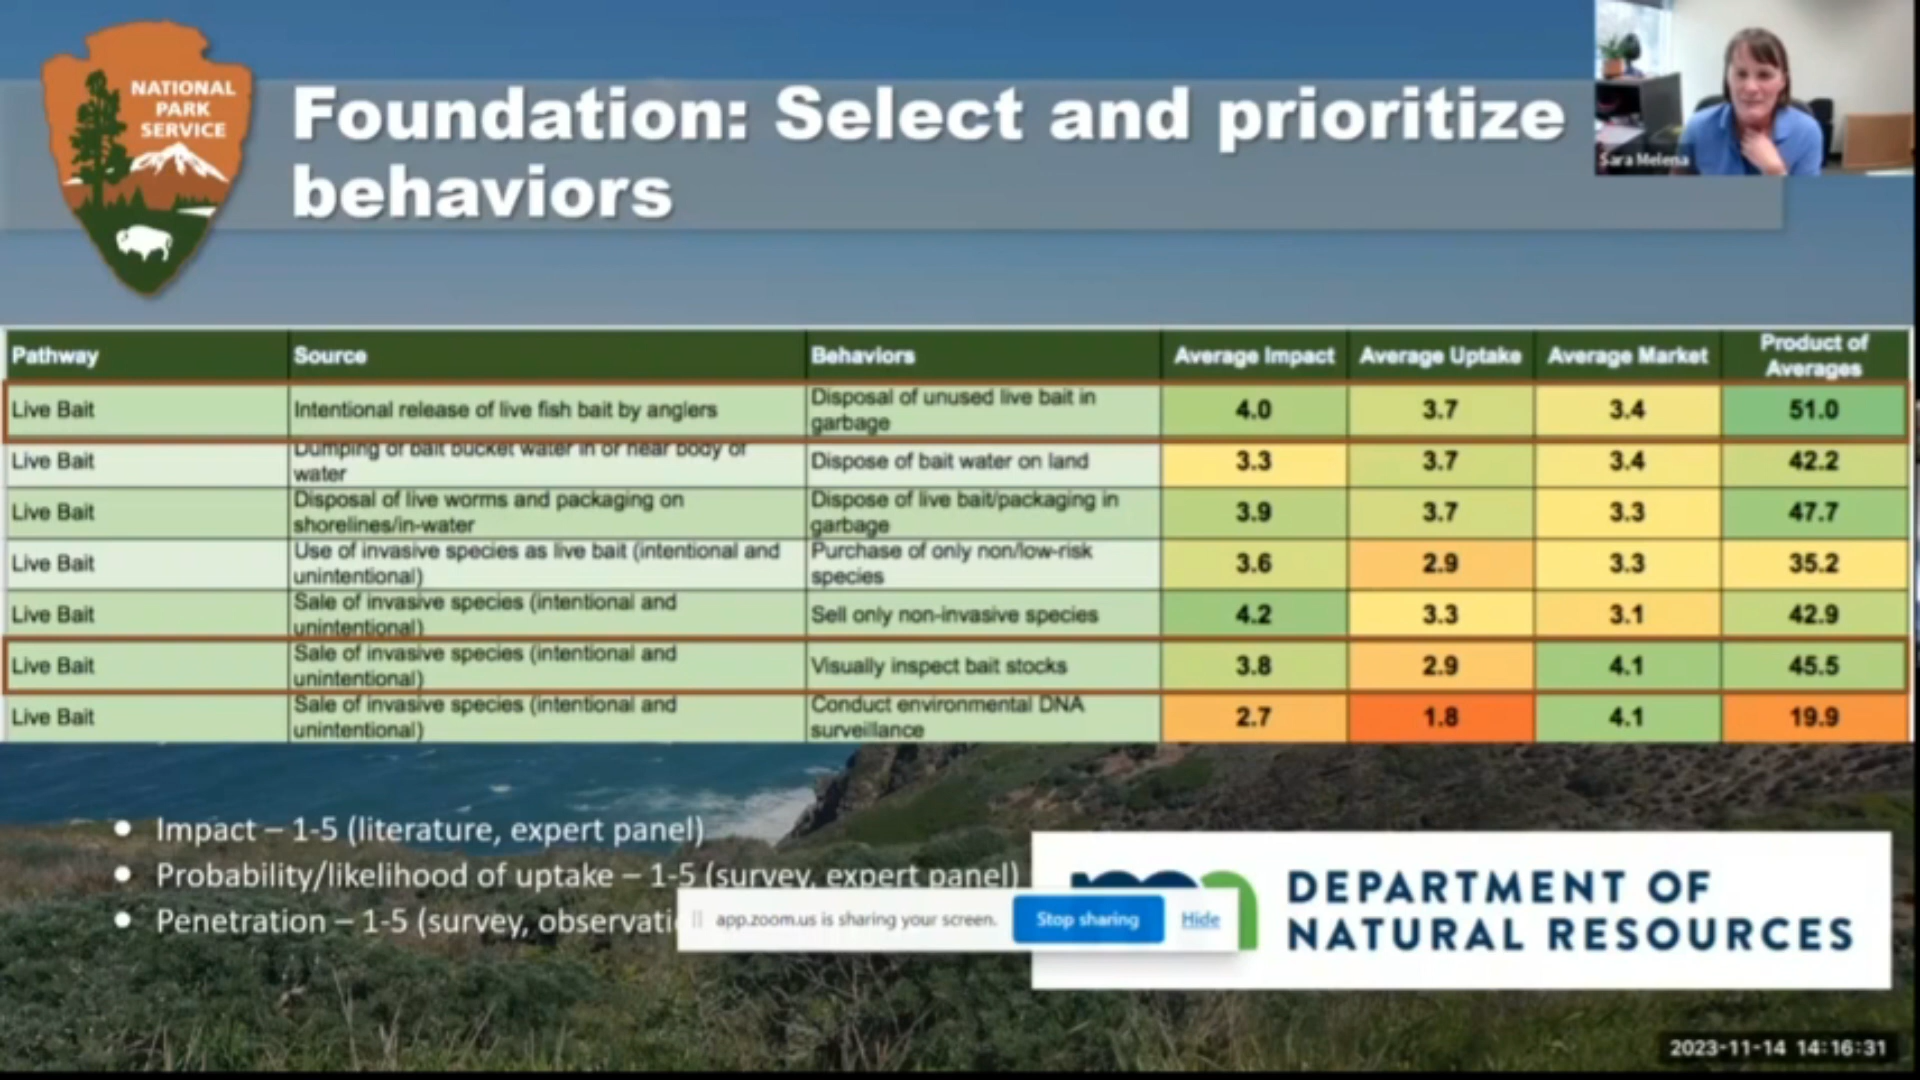 NATIONAL
PARK
SERVICE
Foundation: Select and prioritize
behaviors
Sara Melena
Pathway Source Behaviors Average Impact Average Uptake Average Market Product of Averages
Live Bait Intentional release of live fish bait by anglers Disposal of unused live bait in garbage 4.0 3.7 3.4 51.0
Live Bait Dumping of bait bucket water in or near body of water Dispose of bait water on land 3.3 3.7 3.4 42.2
Live Bait Disposal of live worms and packaging on shorelines/in-water Dispose of live bait/packaging in garbage 3.9 3.7 3.3 47.7
Live Bait Use of invasive species as live bait (intentional and unintentional) Purchase of only non/low-risk species 3.6 2.9 3.3 35.2
Live Bait Sale of invasive species (intentional and unintentional) Sell only non-invasive species 4.2 3.3 3.1 42.9
Live Bait Sale of invasive species (intentional and unintentional) Visually inspect bait stocks 3.8 2.9 4.1 45.5
Live Bait Sale of invasive species (intentional and unintentional) Conduct environmental DNA surveillance 2.7 1.8 4.1 19.9
• Impact – 1-5 (literature, expert panel)
• Probability/likelihood of uptake – 1-5 (survey, expert panel)
• Penetration – 1-5 (survey,
app.zoom.us is sharing your screen. Stop sharing Hide
DEPARTMENT OF
NATURAL RESOURCES
2023-11-14 14:16:31